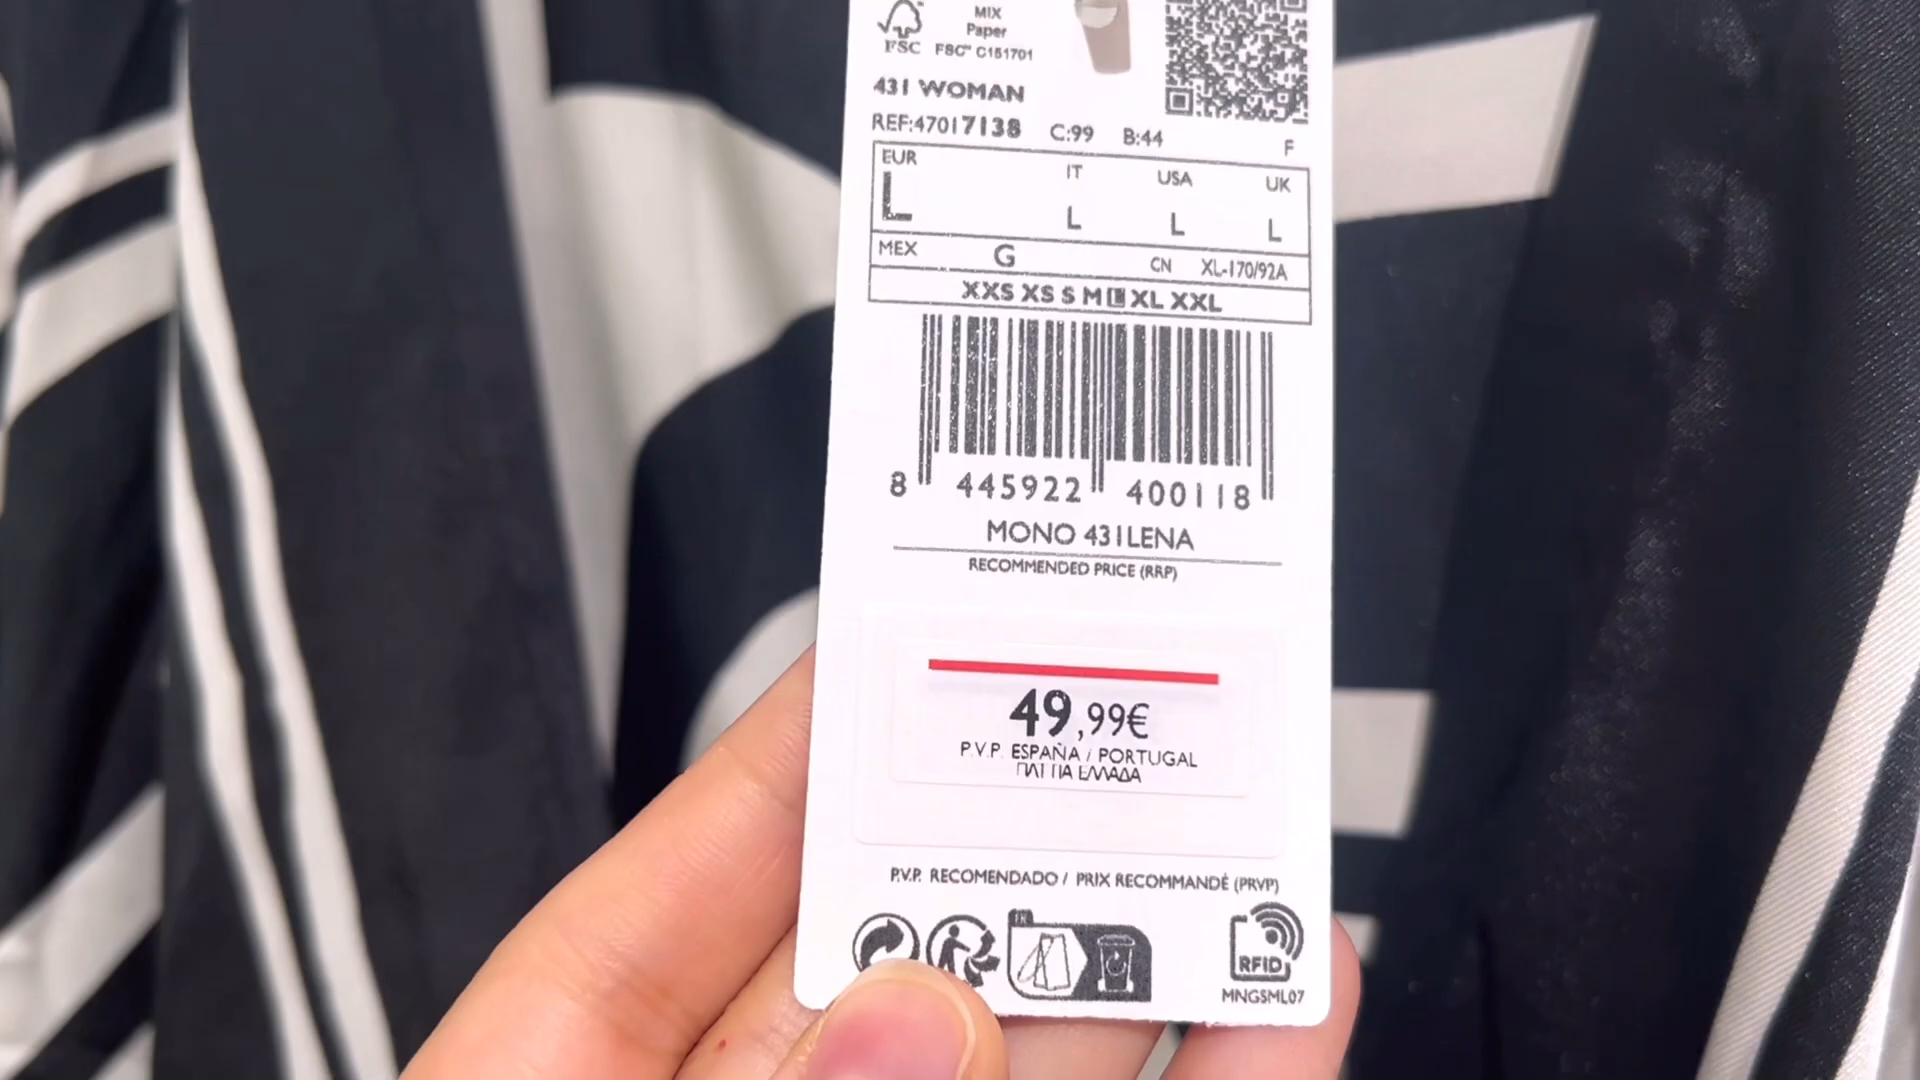 MIX
Paper
FSC
FSC™ C151701
431 WOMAN
REF:47017138 C:99 B:44 F
EUR IT USA UK
L L L L
MEX G CN XL-170/92A
XXS XS S M L XL XXL
8 445922 400118
MONO 431LENA
RECOMMENDED PRICE (RRP)
49,99€
P.V.P. ESPAÑA / PORTUGAL
ΠΛΤ ΓΙΑ ΕΛΛΑΔΑ
P.V.P. RECOMENDADO / PRIX RECOMMANDÉ (PRVP)
FR
RFID
MNGSML07